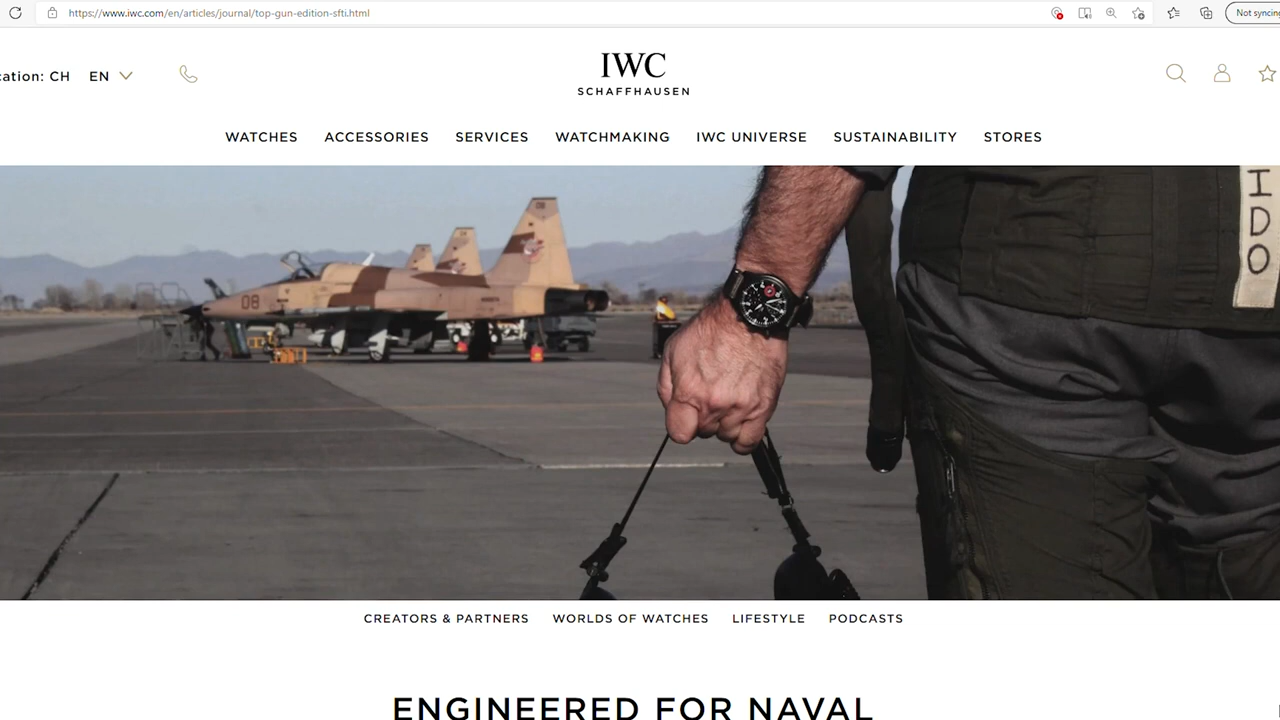 https://www.iwc.com/en/articles/journal/top-gun-edition-sfti.html
Not syncing
cation: CH EN
IWC
SCHAFFHAUSEN
WATCHES ACCESSORIES SERVICES WATCHMAKING IWC UNIVERSE SUSTAINABILITY STORES
08
08
I
D
O
CREATORS & PARTNERS WORLDS OF WATCHES LIFESTYLE PODCASTS
ENGINEERED FOR NAVAL